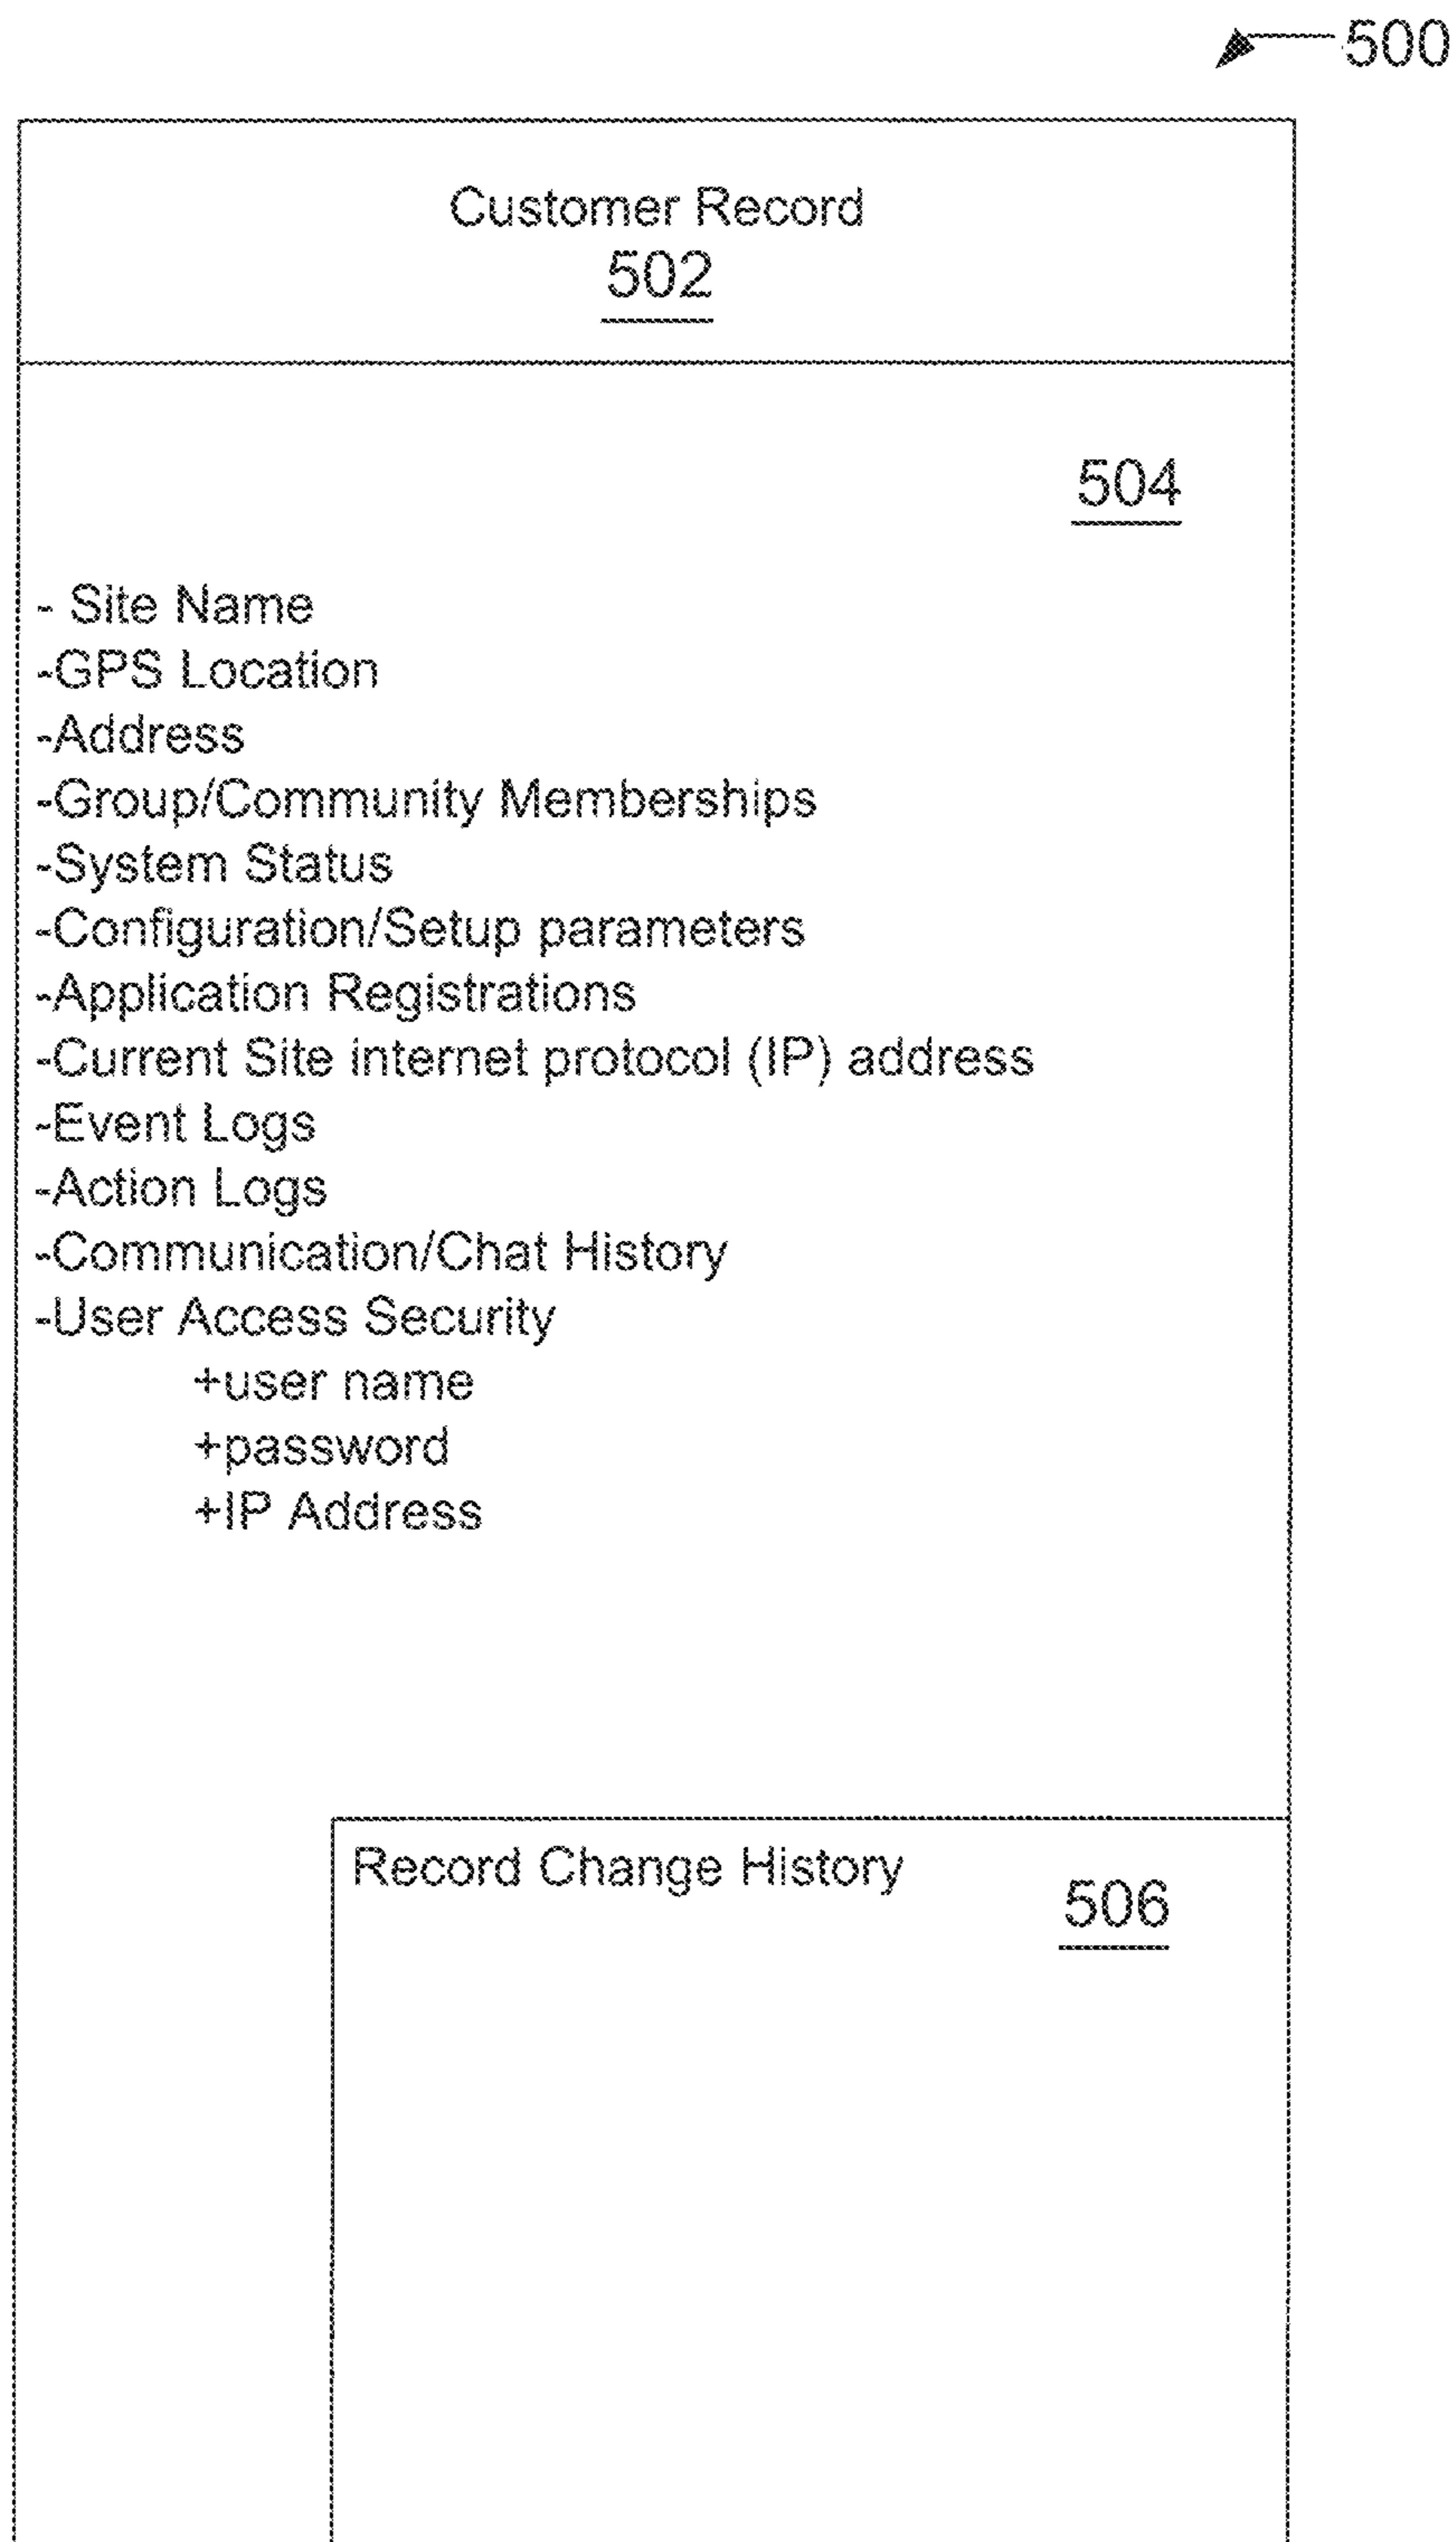 500
Customer Record
502
504
- Site Name
-GPS Location
-Address
-Group/Community Memberships
-System Status
-Configuration/Setup parameters
-Application Registrations
-Current Site internet protocol (IP) address
-Event Logs
-Action Logs
-Communication/Chat History
-User Access Security
+user name
+password
+IP Address
Record Change History
506